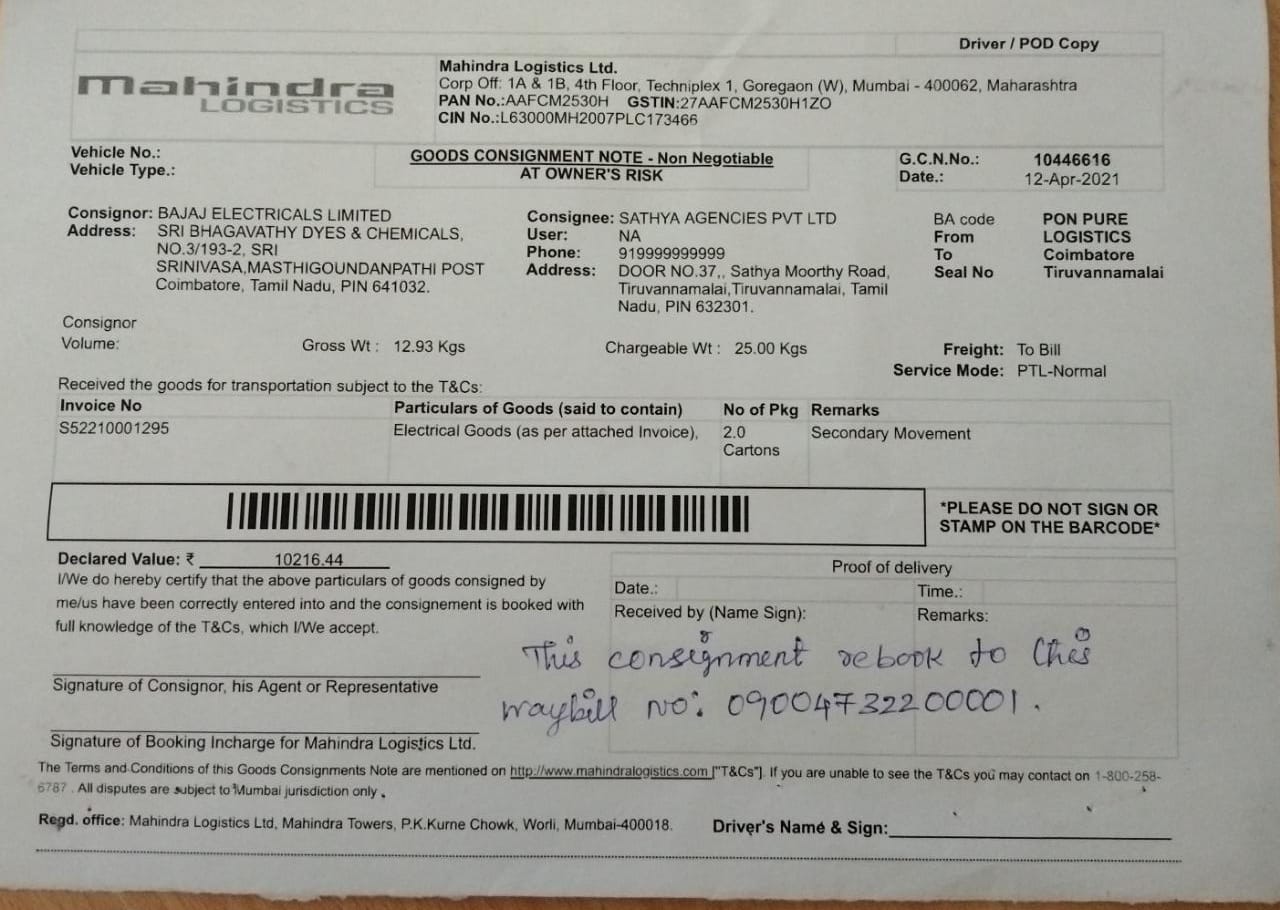 Driver / POD Copy
Mahindra
LOGISTICS
Mahindra Logistics Ltd.
Corp Off: 1A & 1B, 4th Floor, Techniplex 1, Goregaon (W), Mumbai - 400062, Maharashtra
PAN No.:AAFCM2530H GSTIN:27AAFCM2530H1ZO
CIN No.:L63000MH2007PLC173466
Vehicle No.:
Vehicle Type.:
GOODS CONSIGNMENT NOTE - Non Negotiable
AT OWNER'S RISK
G.C.N.No.: 10446616
Date.: 12-Apr-2021
Consignor: BAJAJ ELECTRICALS LIMITED
Address: SRI BHAGAVATHY DYES & CHEMICALS,
NO.3/193-2, SRI
SRINIVASA,MASTHIGOUNDANPATHI POST
Coimbatore, Tamil Nadu, PIN 641032.
Consignee: SATHYA AGENCIES PVT LTD
User: NA
Phone: 919999999999
Address: DOOR NO.37,, Sathya Moorthy Road,
Tiruvannamalai,Tiruvannamalai, Tamil
Nadu, PIN 632301.
BA code PON PURE
From LOGISTICS
To Coimbatore
Seal No Tiruvannamalai
Consignor
Volume: Gross Wt : 12.93 Kgs Chargeable Wt : 25.00 Kgs
Freight: To Bill
Service Mode: PTL-Normal
Received the goods for transportation subject to the T&Cs:
Invoice No Particulars of Goods (said to contain) No of Pkg Remarks
S52210001295 Electrical Goods (as per attached Invoice), 2.0 Secondary Movement
Cartons
*PLEASE DO NOT SIGN OR
STAMP ON THE BARCODE*
Declared Value: ₹ 10216.44
I/We do hereby certify that the above particulars of goods consigned by
me/us have been correctly entered into and the consignement is booked with
full knowledge of the T&Cs, which I/We accept.
Signature of Consignor, his Agent or Representative
Signature of Booking Incharge for Mahindra Logistics Ltd.
Proof of delivery
Date.: Time.:
Received by (Name Sign): Remarks:
This consignment rebook to this
waybill no: 09004732200001.
The Terms and Conditions of this Goods Consignments Note are mentioned on http://www.mahindralogistics.com ["T&Cs"]. If you are unable to see the T&Cs you may contact on 1-800-258-
6787 . All disputes are subject to Mumbai jurisdiction only .
Regd. office: Mahindra Logistics Ltd, Mahindra Towers, P.K.Kurne Chowk, Worli, Mumbai-400018.
Driver's Name & Sign: